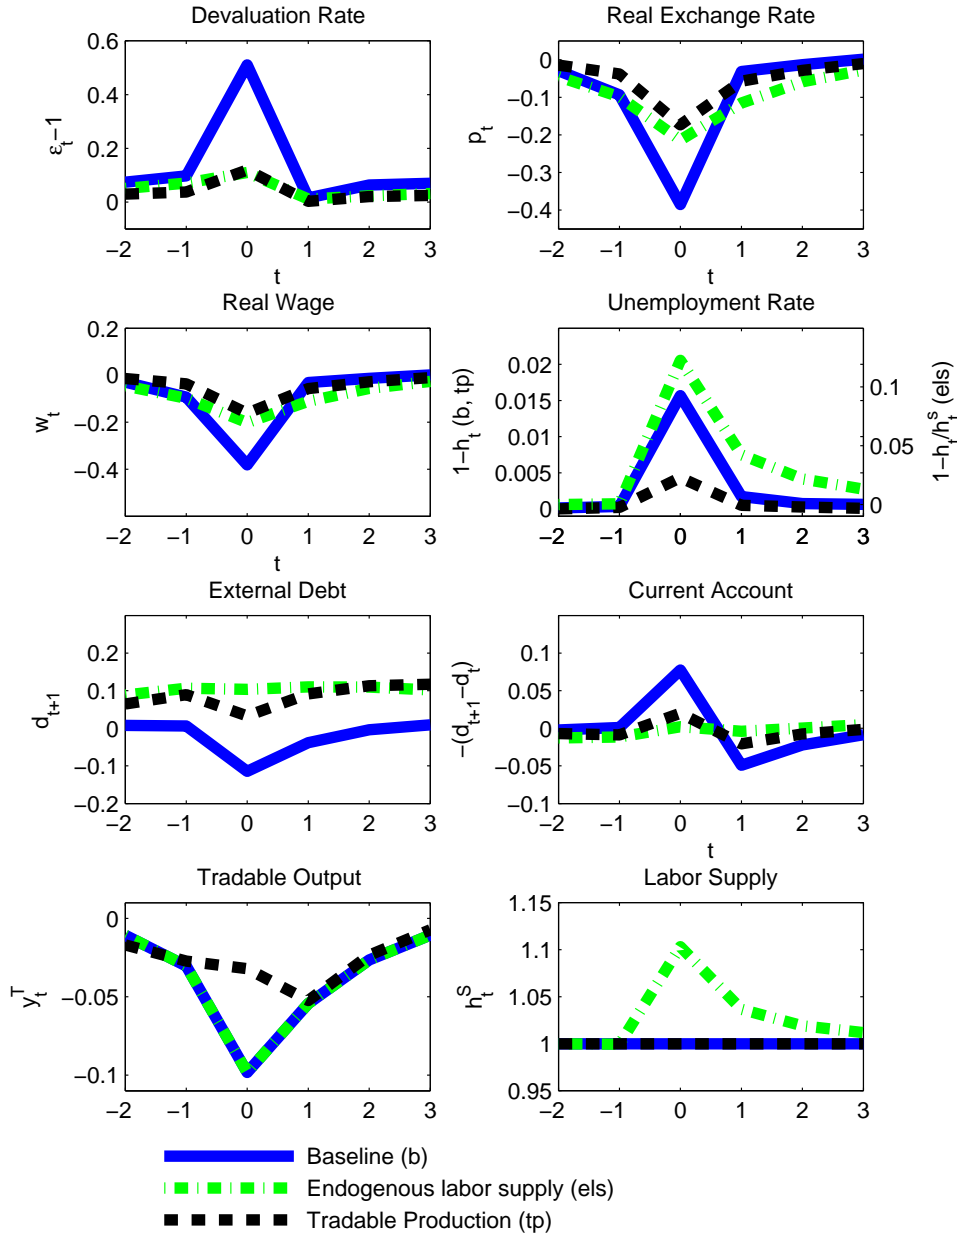 Devaluation Rate
Real Exchange Rate
0.6
0.4
0.2
0
ε_t−1
−2 −1 0 1 2 3
t
0
−0.1
−0.2
−0.3
−0.4
p_t
−2 −1 0 1 2 3
t
Real Wage
Unemployment Rate
0.2
0
−0.2
−0.4
w_t
−2 −1 0 1 2 3
t
0.02
0.015
0.01
0.005
0
1−h_t (b, tp)
0.1
0.05
0
1−h_t/h_t^s (els)
−2 −1 0 1 2 3
External Debt
Current Account
0.2
0.1
0
−0.1
−0.2
d_{t+1}
−2 −1 0 1 2 3
0.1
0.05
0
−0.05
−0.1
−(d_{t+1}−d_t)
−2 −1 0 1 2 3
t
Tradable Output
Labor Supply
0
−0.05
−0.1
y_t^T
−2 −1 0 1 2 3
1.15
1.1
1.05
1
0.95
h_t^s
−2 −1 0 1 2 3
Baseline (b)
Endogenous labor supply (els)
Tradable Production (tp)